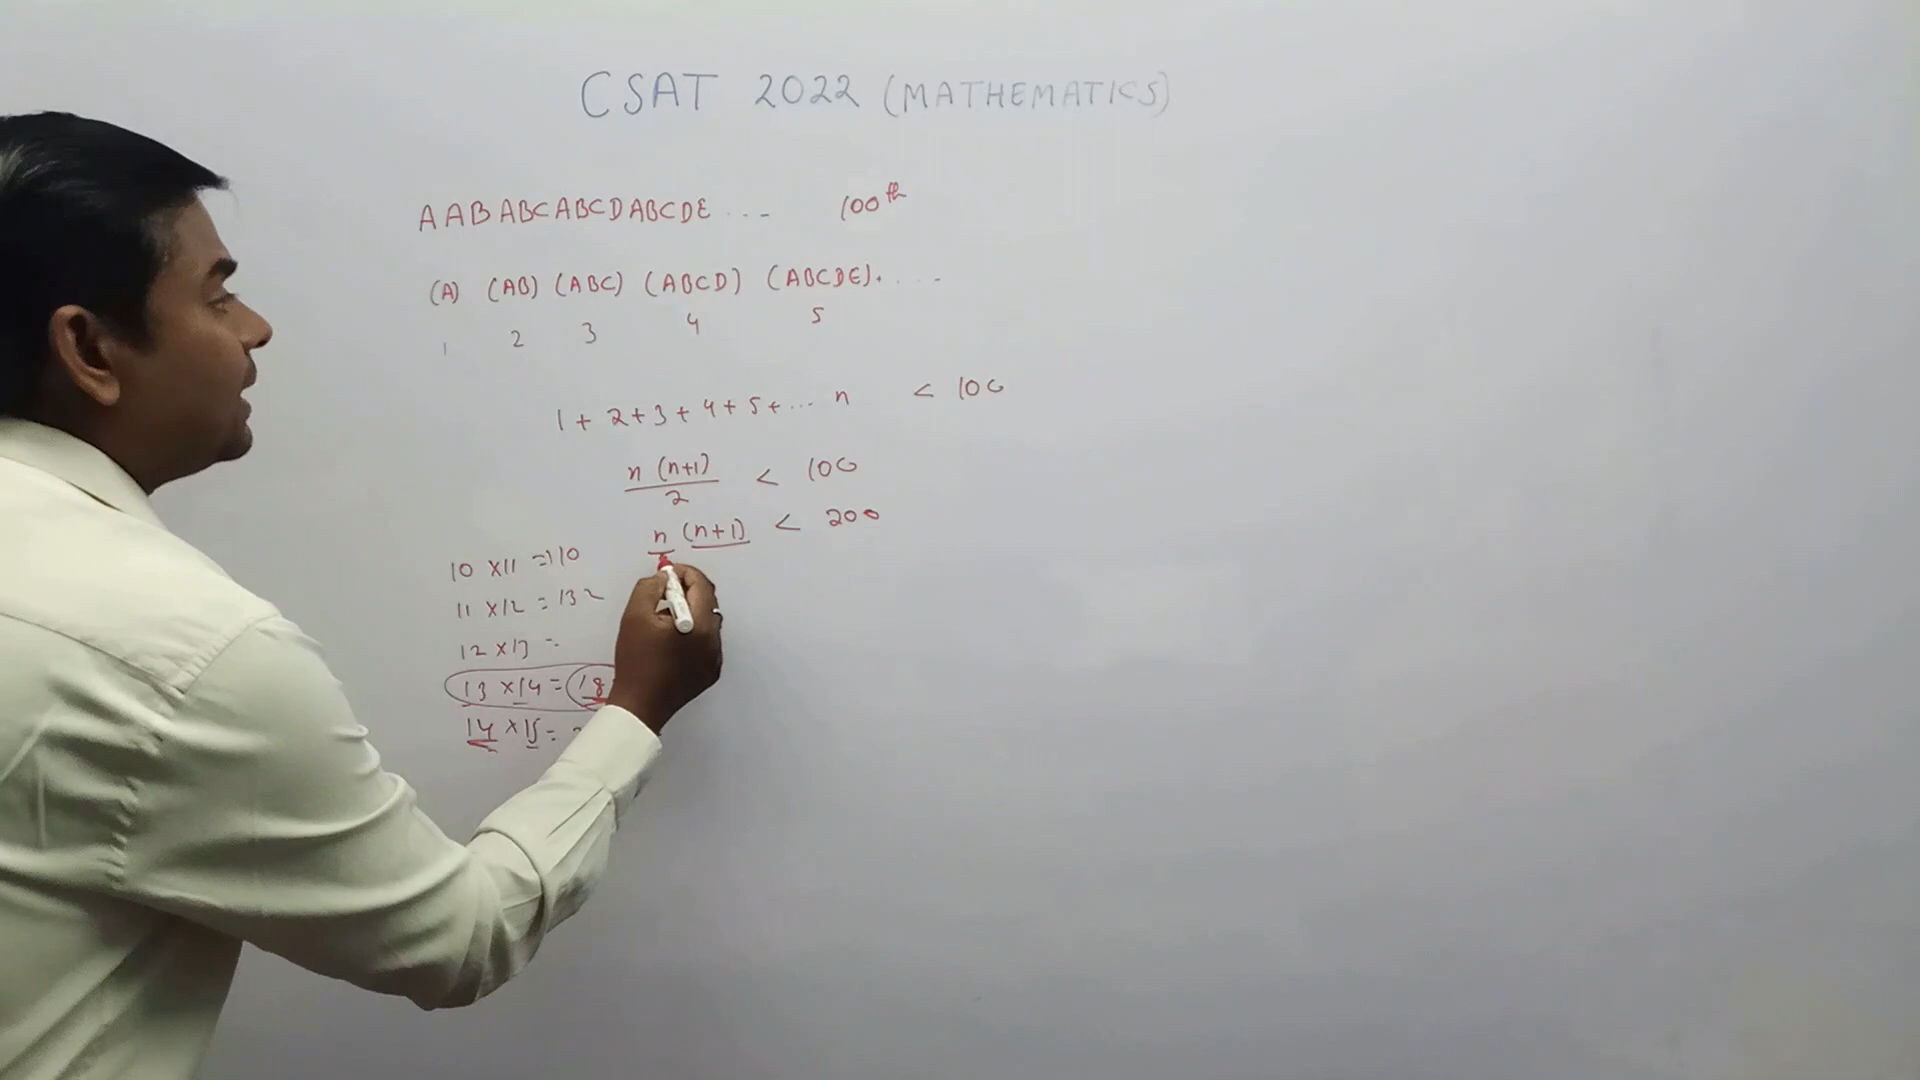 CSAT 2022 (MATHEMATICS)
AABABCABCDABCDE ... 100th
(A) (AB) (ABC) (ABCD) (ABCDE). . . -
1 2 3 4 5
1 + 2 + 3 + 4 + 5 + ... n < 100
n (n+1) / 2 < 100
n (n+1) < 200
10 x 11 = 110
11 x 12 = 132
12 x 13 =
13 x 14 = 18
14 x 15 =